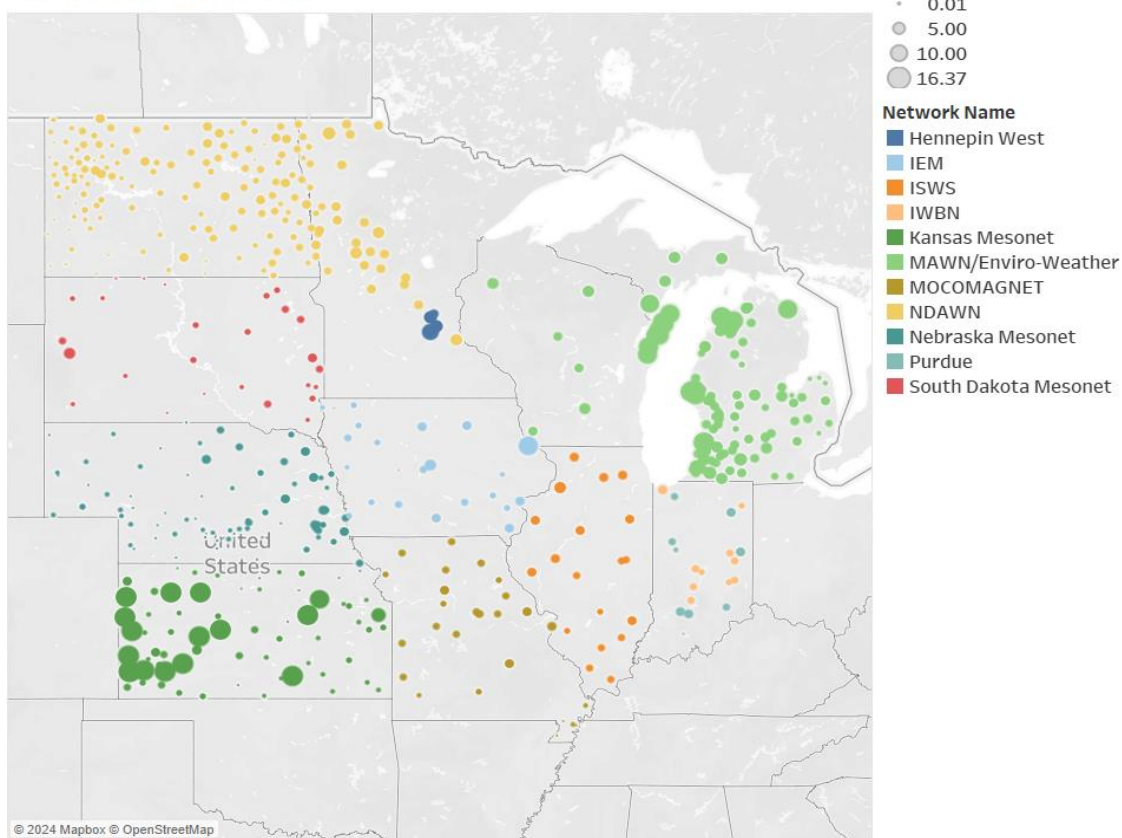 0.01
5.00
10.00
16.37
Network Name
Hennepin West
IEM
ISWS
IWBN
Kansas Mesonet
MAWN/Enviro-Weather
MOCOMAGNET
NDAWN
Nebraska Mesonet
Purdue
South Dakota Mesonet
United
States
© 2024 Mapbox © OpenStreetMap